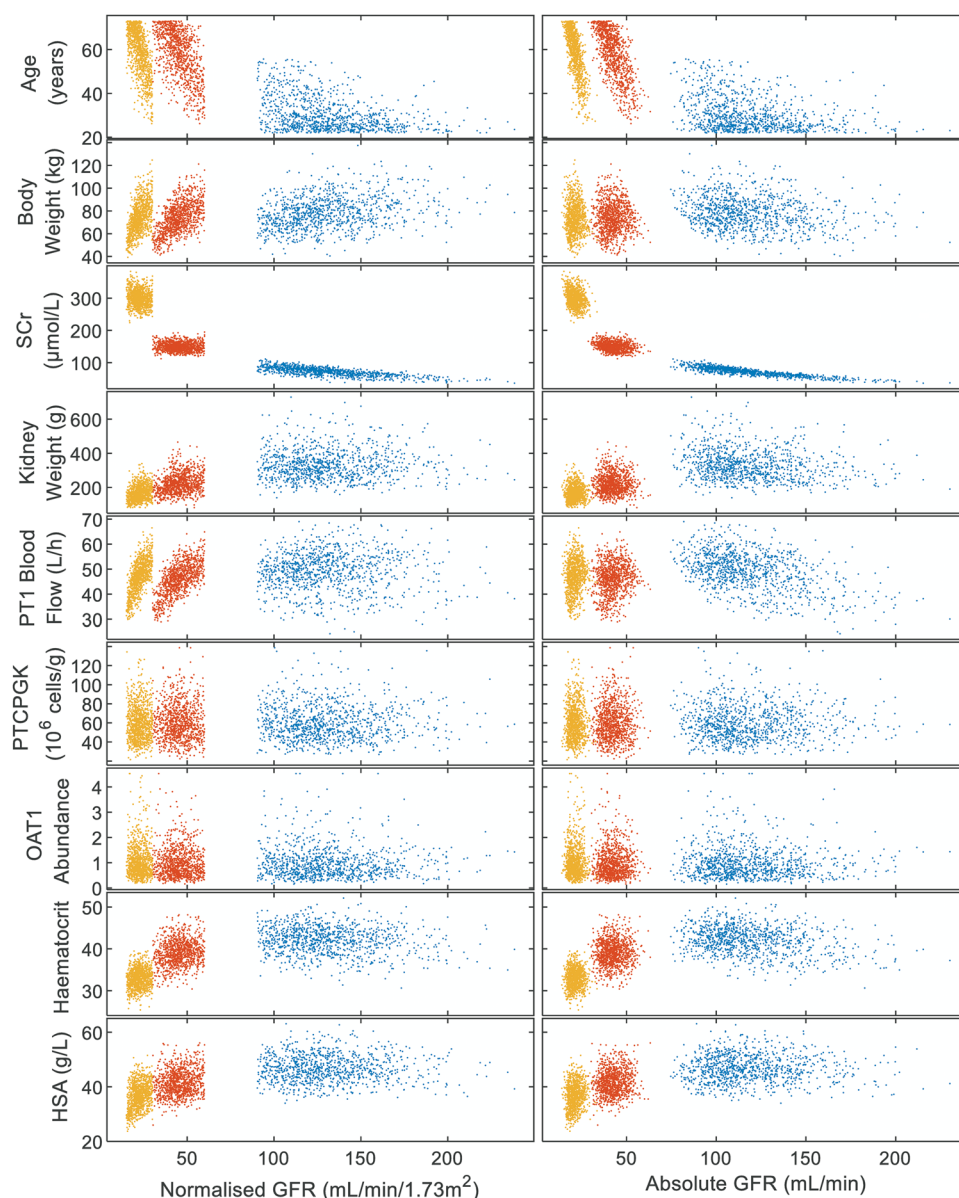 Age
(years)
60
40
20
Body
Weight (kg)
120
100
80
60
40
SCr
(µmol/L)
300
200
100
Kidney
Weight (g)
600
400
200
PT1 Blood
Flow (L/h)
70
60
50
40
30
PTCPGK
(10⁶ cells/g)
120
100
80
60
40
OAT1
Abundance
4
3
2
1
0
Haematocrit
50
40
30
HSA (g/L)
60
40
20
50 100 150 200 50 100 150 200
Normalised GFR (mL/min/1.73m²) Absolute GFR (mL/min)